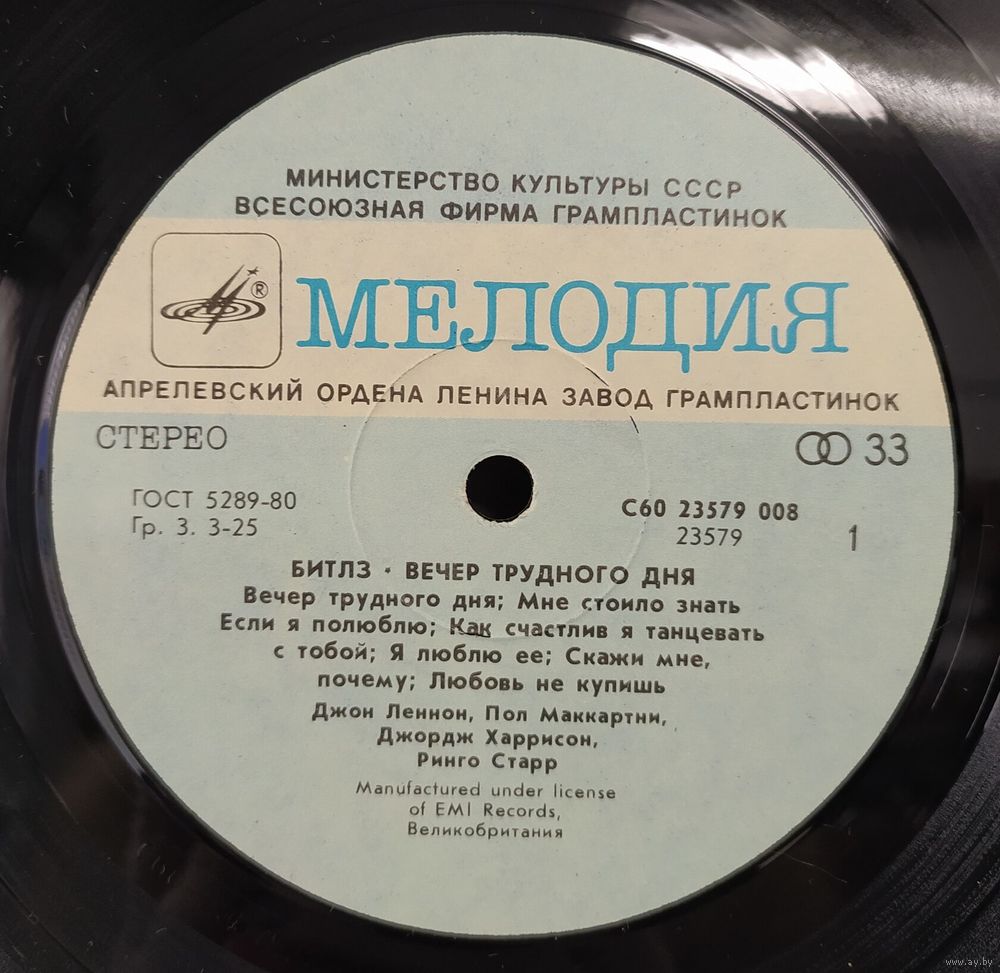 МИНИСТЕРСТВО КУЛЬТУРЫ СССР
ВСЕСОЮЗНАЯ ФИРМА ГРАМПЛАСТИНОК
®
МЕЛОДИЯ
АПРЕЛЕВСКИЙ ОРДЕНА ЛЕНИНА ЗАВОД ГРАМПЛАСТИНОК
СТЕРЕО
33
ГОСТ 5289-80
Гр. 3. 3-25
С60 23579 008
23579
1
БИТЛЗ · ВЕЧЕР ТРУДНОГО ДНЯ
Вечер трудного дня; Мне стоило знать
Если я полюблю; Как счастлив я танцевать
с тобой; Я люблю ее; Скажи мне,
почему; Любовь не купишь
Джон Леннон, Пол Маккартни,
Джордж Харрисон,
Ринго Старр
Manufactured under license
of EMI Records,
Великобритания
www.ay.by